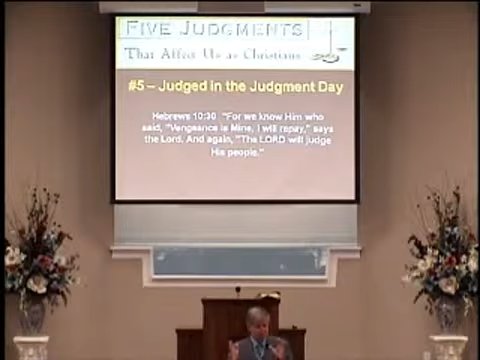 FIVE JUDGMENTS
That Affect Us as Christians
#5 – Judged in the Judgment Day
Hebrews 10:30 "For we know Him who
said, "Vengeance is Mine, I will repay," says
the Lord. And again, "The LORD will judge
His people."